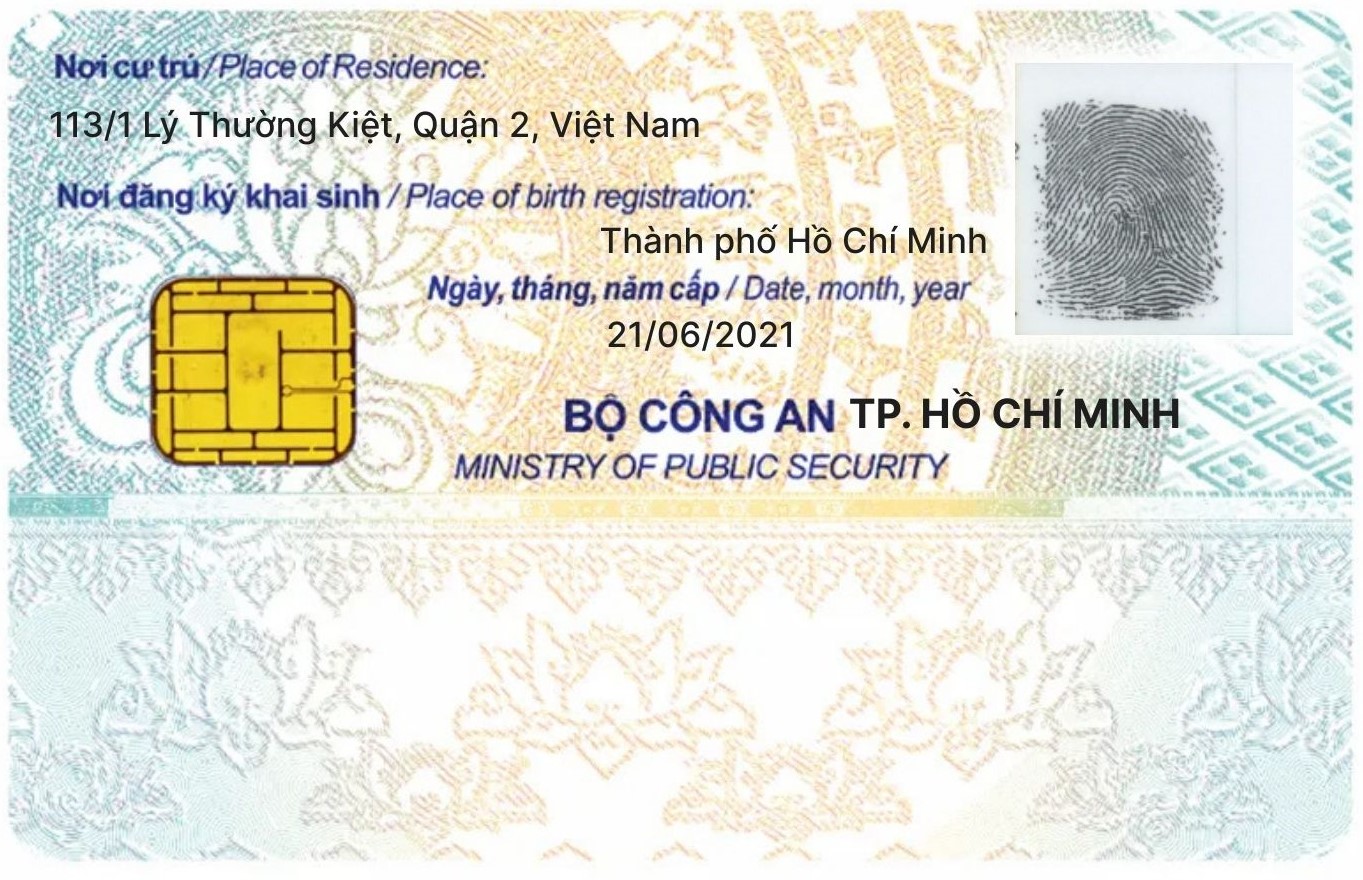 Nơi cư trú / Place of Residence:
113/1 Lý Thường Kiệt, Quận 2, Việt Nam
Nơi đăng ký khai sinh / Place of birth registration:
Thành phố Hồ Chí Minh
Ngày, tháng, năm cấp / Date, month, year
21/06/2021
BỘ CÔNG AN TP. HỒ CHÍ MINH
MINISTRY OF PUBLIC SECURITY